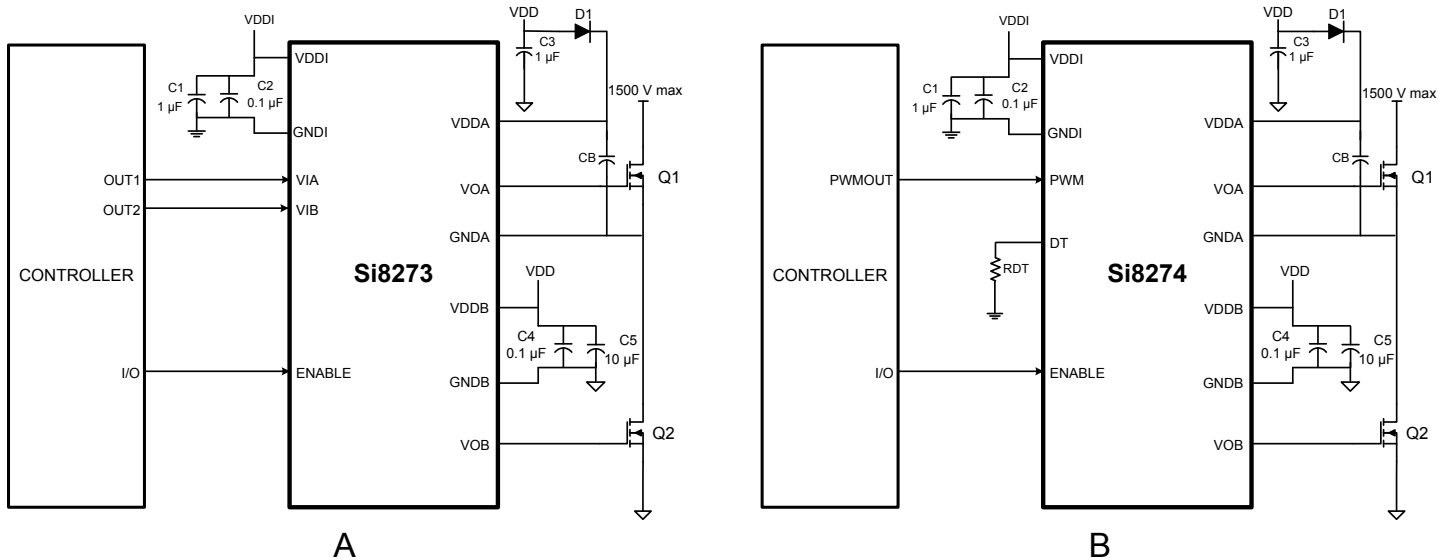 VDDI
VDD
D1
C3
1 µF
VDDI
C1
1 µF
C2
0.1 µF
GNDI
1500 V max
VDDA
CB
Q1
OUT1
VIA
VOA
OUT2
VIB
GNDA
CONTROLLER
Si8273
VDD
VDDB
C4
0.1 µF
C5
10 µF
I/O
ENABLE
GNDB
VOB
Q2
A
VDDI
VDD
D1
C3
1 µF
VDDI
C1
1 µF
C2
0.1 µF
GNDI
1500 V max
VDDA
CB
Q1
PWMOUT
PWM
VOA
DT
GNDA
RDT
CONTROLLER
Si8274
VDD
VDDB
C4
0.1 µF
C5
10 µF
I/O
ENABLE
GNDB
VOB
Q2
B